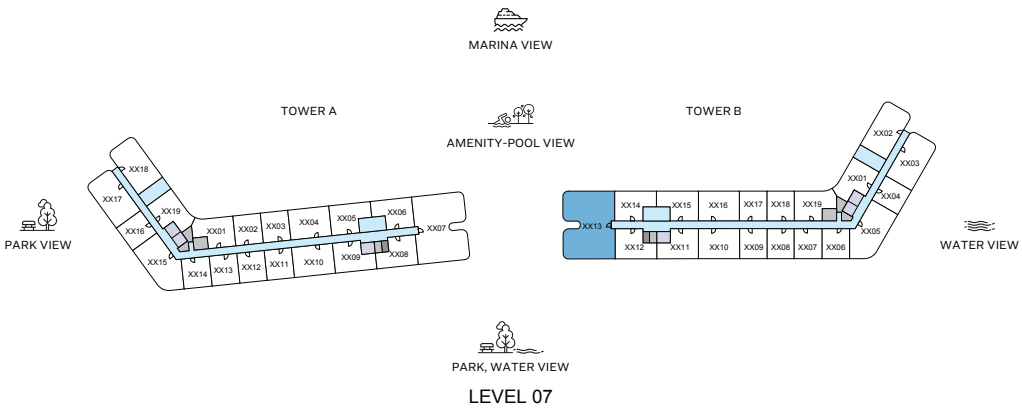 MARINA VIEW
TOWER A
TOWER B
AMENITY-POOL VIEW
PARK VIEW
WATER VIEW
XX18
XX17
XX19
XX16
XX15
XX01
XX02
XX03
XX04
XX05
XX06
XX07
XX14
XX13
XX12
XX11
XX10
XX09
XX08
XX02
XX03
XX01
XX04
XX14
XX15
XX16
XX17
XX18
XX19
XX13
XX05
XX12
XX11
XX10
XX09
XX08
XX07
XX06
PARK, WATER VIEW
LEVEL 07